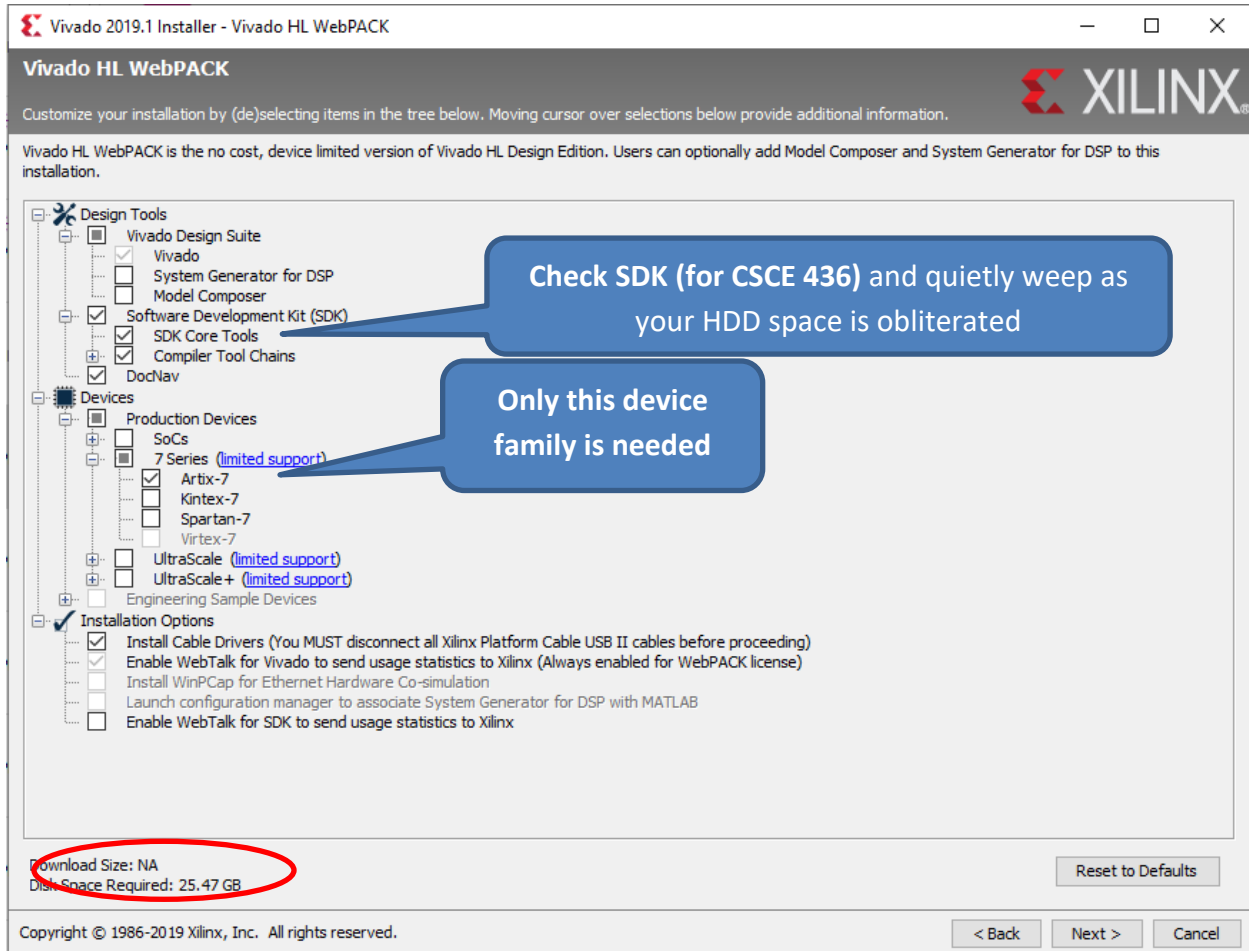 Vivado 2019.1 Installer - Vivado HL WebPACK
Vivado HL WebPACK
XILINX®
Customize your installation by (de)selecting items in the tree below. Moving cursor over selections below provide additional information.
Vivado HL WebPACK is the no cost, device limited version of Vivado HL Design Edition. Users can optionally add Model Composer and System Generator for DSP to this
installation.
Design Tools
Vivado Design Suite
Vivado
System Generator for DSP
Model Composer
Software Development Kit (SDK)
SDK Core Tools
Compiler Tool Chains
DocNav
Check SDK (for CSCE 436) and quietly weep as
your HDD space is obliterated
Devices
Production Devices
SoCs
7 Series (limited support)
Artix-7
Kintex-7
Spartan-7
Virtex-7
Only this device
family is needed
UltraScale (limited support)
UltraScale+ (limited support)
Engineering Sample Devices
Installation Options
Install Cable Drivers (You MUST disconnect all Xilinx Platform Cable USB II cables before proceeding)
Enable WebTalk for Vivado to send usage statistics to Xilinx (Always enabled for WebPACK license)
Install WinPCap for Ethernet Hardware Co-simulation
Launch configuration manager to associate System Generator for DSP with MATLAB
Enable WebTalk for SDK to send usage statistics to Xilinx
Download Size: NA
Disk Space Required: 25.47 GB
Reset to Defaults
Copyright © 1986-2019 Xilinx, Inc. All rights reserved.
< Back
Next >
Cancel